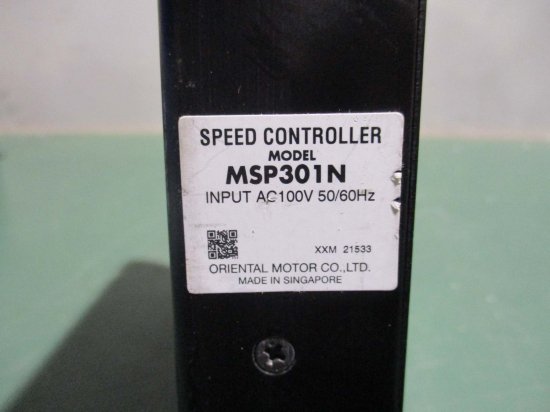 SPEED CONTROLLER
MODEL
MSP301N
INPUT AC100V 50/60Hz
XXM 21533
ORIENTAL MOTOR CO.,LTD.
MADE IN SINGAPORE